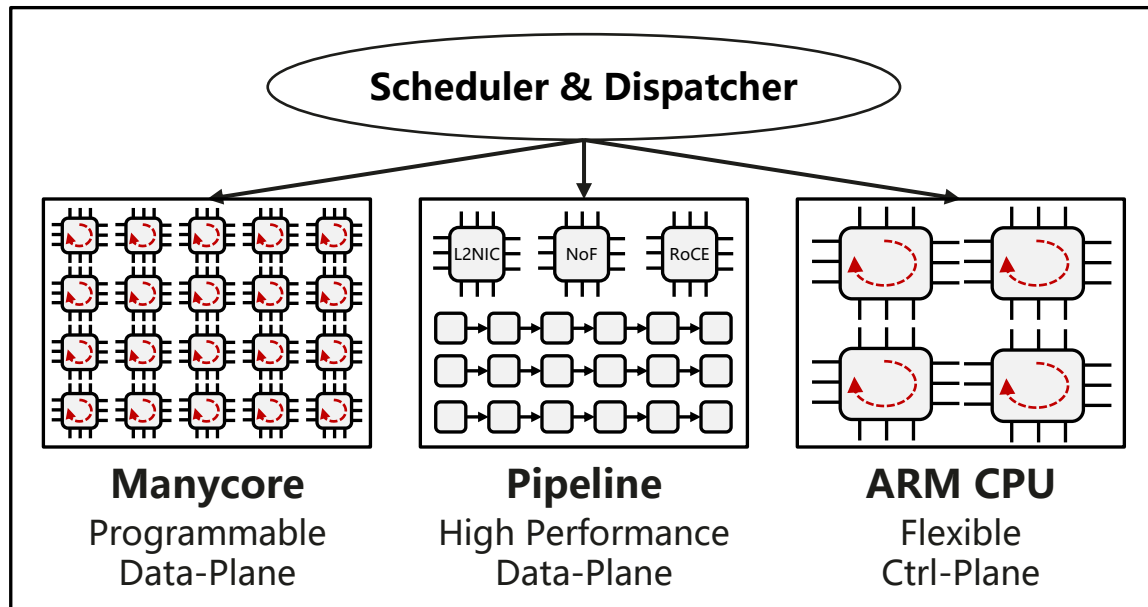 Scheduler & Dispatcher
L2NIC
NoF
RoCE
Manycore
Programmable
Data-Plane
Pipeline
High Performance
Data-Plane
ARM CPU
Flexible
Ctrl-Plane